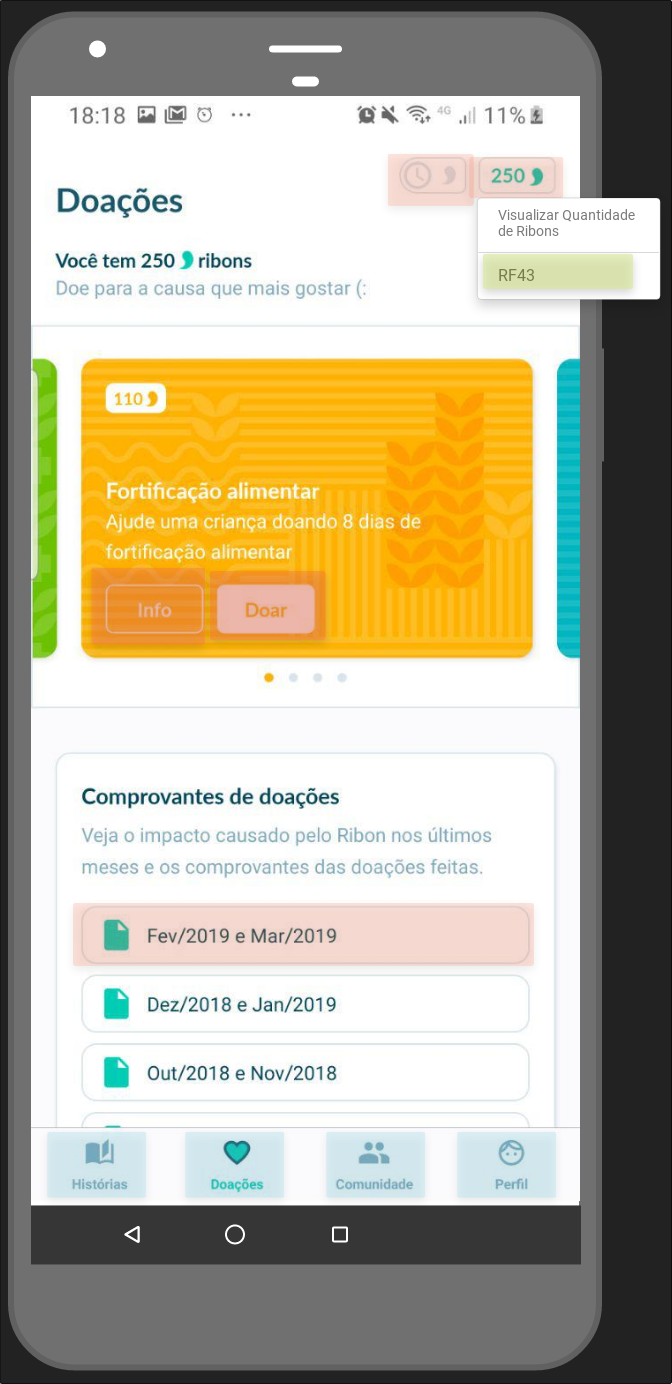 18:18
4G
11%
Doações
250
Visualizar Quantidade
de Ribons
RF43
Você tem 250 ribons
Doe para a causa que mais gostar (:
110
Fortificação alimentar
Ajude uma criança doando 8 dias de
fortificação alimentar
Info
Doar
Comprovantes de doações
Veja o impacto causado pelo Ribon nos últimos
meses e os comprovantes das doações feitas.
Fev/2019 e Mar/2019
Dez/2018 e Jan/2019
Out/2018 e Nov/2018
Histórias
Doações
Comunidade
Perfil